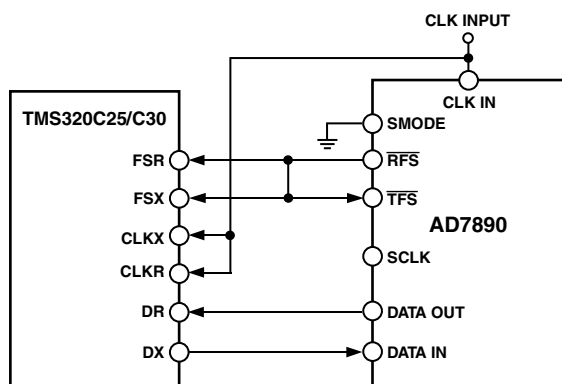 CLK INPUT
CLK IN
TMS320C25/C30
SMODE
FSR
RFS
FSX
TFS
AD7890
CLKX
SCLK
CLKR
DR
DATA OUT
DX
DATA IN